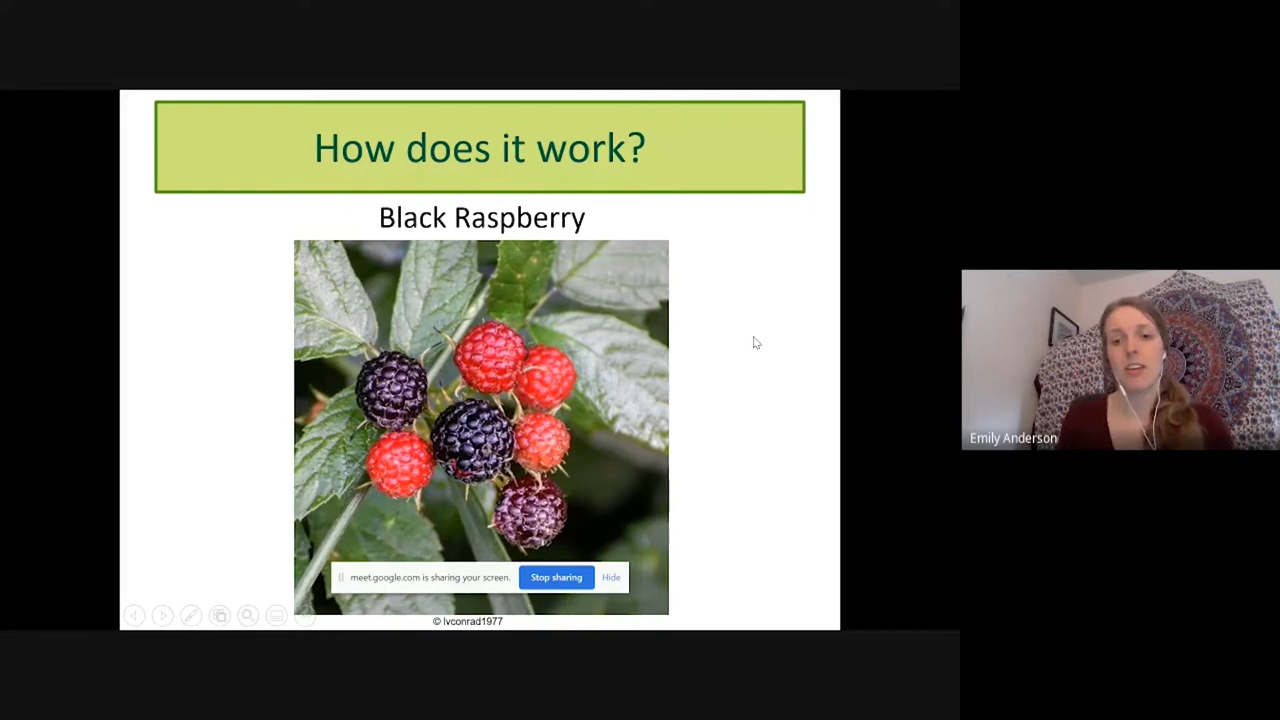 How does it work?
Black Raspberry
meet.google.com is sharing your screen. Stop sharing Hide
© lvconrad1977
Emily Anderson